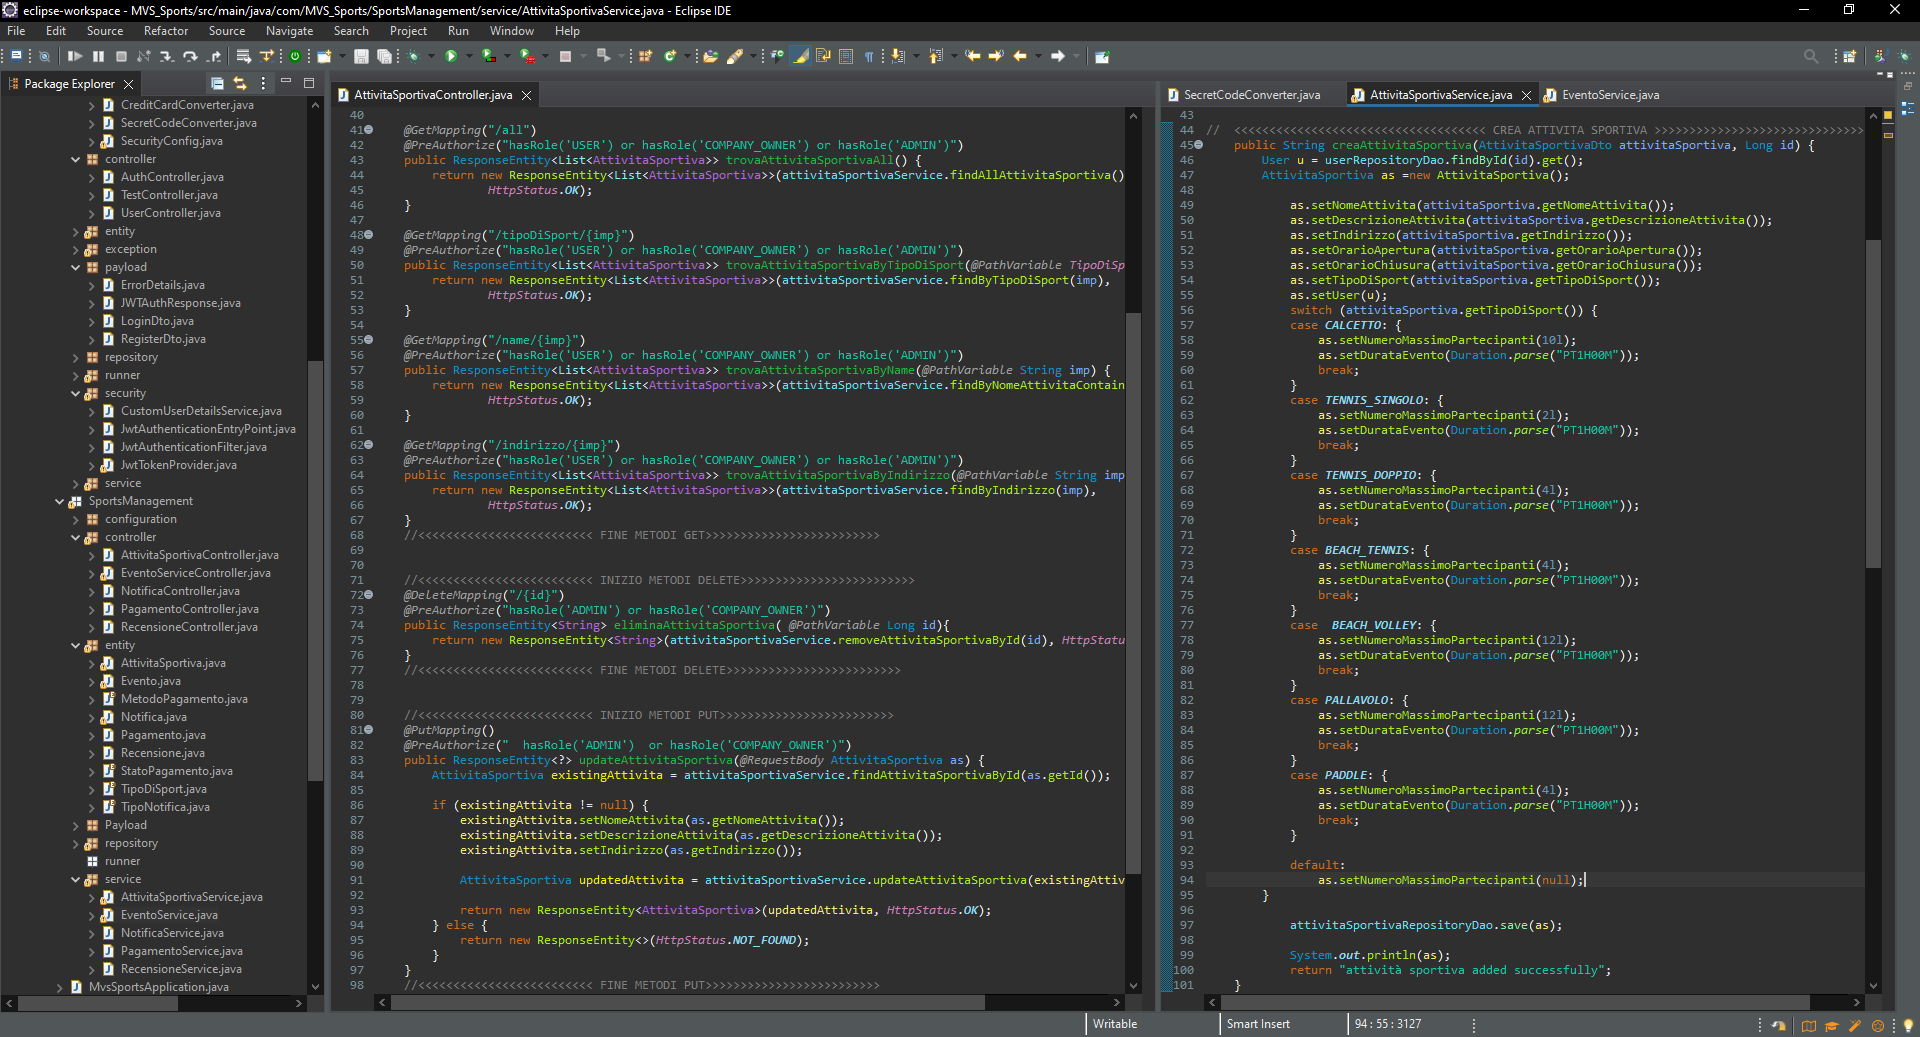 eclipse-workspace - MVS_Sports/src/main/java/com/MVS_Sports/SportsManagement/service/AttivitaSportivaService.java - Eclipse IDE
File Edit Source Refactor Source Navigate Search Project Run Window Help
Package Explorer
CreditCardConverter.java
SecretCodeConverter.java
SecurityConfig.java
controller
AuthController.java
TestController.java
UserController.java
entity
exception
payload
ErrorDetails.java
JWTAuthResponse.java
LoginDto.java
RegisterDto.java
repository
runner
security
CustomUserDetailsService.java
JwtAuthenticationEntryPoint.java
JwtAuthenticationFilter.java
JwtTokenProvider.java
service
SportsManagement
configuration
controller
AttivitaSportivaController.java
EventoServiceController.java
NotificaController.java
PagamentoController.java
RecensioneController.java
entity
AttivitaSportiva.java
Evento.java
MetodoPagamento.java
Notifica.java
Pagamento.java
Recensione.java
StatoPagamento.java
TipoDiSport.java
TipoNotifica.java
Payload
repository
runner
service
AttivitaSportivaService.java
EventoService.java
NotificaService.java
PagamentoService.java
RecensioneService.java
MvsSportsApplication.java
AttivitaSportivaController.java
40
41 @GetMapping("/all")
42 @PreAuthorize("hasRole('USER') or hasRole('COMPANY_OWNER') or hasRole('ADMIN')")
43 public ResponseEntity<List<AttivitaSportiva>> trovaAttivitaSportivaAll() {
44 return new ResponseEntity<List<AttivitaSportiva>>(attivitaSportivaService.findAllAttivitaSportiva()
45 HttpStatus.OK);
46 }
47
48 @GetMapping("/tipoDiSport/{imp}")
49 @PreAuthorize("hasRole('USER') or hasRole('COMPANY_OWNER') or hasRole('ADMIN')")
50 public ResponseEntity<List<AttivitaSportiva>> trovaAttivitaSportivaByTipoDiSport(@PathVariable TipoDiSp
51 return new ResponseEntity<List<AttivitaSportiva>>(attivitaSportivaService.findByTipoDiSport(imp),
52 HttpStatus.OK);
53 }
54
55 @GetMapping("/name/{imp}")
56 @PreAuthorize("hasRole('USER') or hasRole('COMPANY_OWNER') or hasRole('ADMIN')")
57 public ResponseEntity<List<AttivitaSportiva>> trovaAttivitaSportivaByName(@PathVariable String imp) {
58 return new ResponseEntity<List<AttivitaSportiva>>(attivitaSportivaService.findByNomeAttivitaContain
59 HttpStatus.OK);
60 }
61
62 @GetMapping("/indirizzo/{imp}")
63 @PreAuthorize("hasRole('USER') or hasRole('COMPANY_OWNER') or hasRole('ADMIN')")
64 public ResponseEntity<List<AttivitaSportiva>> trovaAttivitaSportivaByIndirizzo(@PathVariable String imp
65 return new ResponseEntity<List<AttivitaSportiva>>(attivitaSportivaService.findByIndirizzo(imp),
66 HttpStatus.OK);
67 }
68 //<<<<<<<<<<<<<<<<<<<<<<<<< FINE METODI GET>>>>>>>>>>>>>>>>>>>>>>>>>
69
70
71 //<<<<<<<<<<<<<<<<<<<<<<<<< INIZIO METODI DELETE>>>>>>>>>>>>>>>>>>>>>>>>>
72 @DeleteMapping("/{id}")
73 @PreAuthorize("hasRole('ADMIN') or hasRole('COMPANY_OWNER')")
74 public ResponseEntity<String> eliminaAttivitaSportiva( @PathVariable Long id){
75 return new ResponseEntity<String>(attivitaSportivaService.removeAttivitaSportivaById(id), HttpStatu
76 }
77 //<<<<<<<<<<<<<<<<<<<<<<<<< FINE METODI DELETE>>>>>>>>>>>>>>>>>>>>>>>>>
78
79
80 //<<<<<<<<<<<<<<<<<<<<<<<<< INIZIO METODI PUT>>>>>>>>>>>>>>>>>>>>>>>>>
81 @PutMapping()
82 @PreAuthorize("  hasRole('ADMIN')  or hasRole('COMPANY_OWNER')")
83 public ResponseEntity<?> updateAttivitaSportiva(@RequestBody AttivitaSportiva as) {
84 AttivitaSportiva existingAttivita = attivitaSportivaService.findAttivitaSportivaById(as.getId());
85
86 if (existingAttivita != null) {
87 existingAttivita.setNomeAttivita(as.getNomeAttivita());
88 existingAttivita.setDescrizioneAttivita(as.getDescrizioneAttivita());
89 existingAttivita.setIndirizzo(as.getIndirizzo());
90
91 AttivitaSportiva updatedAttivita = attivitaSportivaService.updateAttivitaSportiva(existingAttiv
92
93 return new ResponseEntity<AttivitaSportiva>(updatedAttivita, HttpStatus.OK);
94 } else {
95 return new ResponseEntity<>(HttpStatus.NOT_FOUND);
96 }
97 }
98 //<<<<<<<<<<<<<<<<<<<<<<<<< FINE METODI PUT>>>>>>>>>>>>>>>>>>>>>>>>>
SecretCodeConverter.java AttivitaSportivaService.java EventoService.java
43
44 // <<<<<<<<<<<<<<<<<<<<<<<<<<<<<<<<<<<< CREA ATTIVITA SPORTIVA >>>>>>>>>>>>>>>>>>>>>>>>>>>>>>
45 public String creaAttivitaSportiva(AttivitaSportivaDto attivitaSportiva, Long id) {
46 User u = userRepositoryDao.findById(id).get();
47 AttivitaSportiva as =new AttivitaSportiva();
48
49 as.setNomeAttivita(attivitaSportiva.getNomeAttivita());
50 as.setDescrizioneAttivita(attivitaSportiva.getDescrizioneAttivita());
51 as.setIndirizzo(attivitaSportiva.getIndirizzo());
52 as.setOrarioApertura(attivitaSportiva.getOrarioApertura());
53 as.setOrarioChiusura(attivitaSportiva.getOrarioChiusura());
54 as.setTipoDiSport(attivitaSportiva.getTipoDiSport());
55 as.setUser(u);
56 switch (attivitaSportiva.getTipoDiSport()) {
57 case CALCETTO: {
58 as.setNumeroMassimoPartecipanti(10l);
59 as.setDurataEvento(Duration.parse("PT1H00M"));
60 break;
61 }
62 case TENNIS_SINGOLO: {
63 as.setNumeroMassimoPartecipanti(2l);
64 as.setDurataEvento(Duration.parse("PT1H00M"));
65 break;
66 }
67 case TENNIS_DOPPIO: {
68 as.setNumeroMassimoPartecipanti(4l);
69 as.setDurataEvento(Duration.parse("PT1H00M"));
70 break;
71 }
72 case BEACH_TENNIS: {
73 as.setNumeroMassimoPartecipanti(4l);
74 as.setDurataEvento(Duration.parse("PT1H00M"));
75 break;
76 }
77 case  BEACH_VOLLEY: {
78 as.setNumeroMassimoPartecipanti(12l);
79 as.setDurataEvento(Duration.parse("PT1H00M"));
80 break;
81 }
82 case PALLAVOLO: {
83 as.setNumeroMassimoPartecipanti(12l);
84 as.setDurataEvento(Duration.parse("PT1H00M"));
85 break;
86 }
87 case PADDLE: {
88 as.setNumeroMassimoPartecipanti(4l);
89 as.setDurataEvento(Duration.parse("PT1H00M"));
90 break;
91 }
92
93 default:
94 as.setNumeroMassimoPartecipanti(null);
95 }
96
97 attivitaSportivaRepositoryDao.save(as);
98
99 System.out.println(as);
100 return "attività sportiva added successfully";
101 }
Writable Smart Insert 94 : 55 : 3127